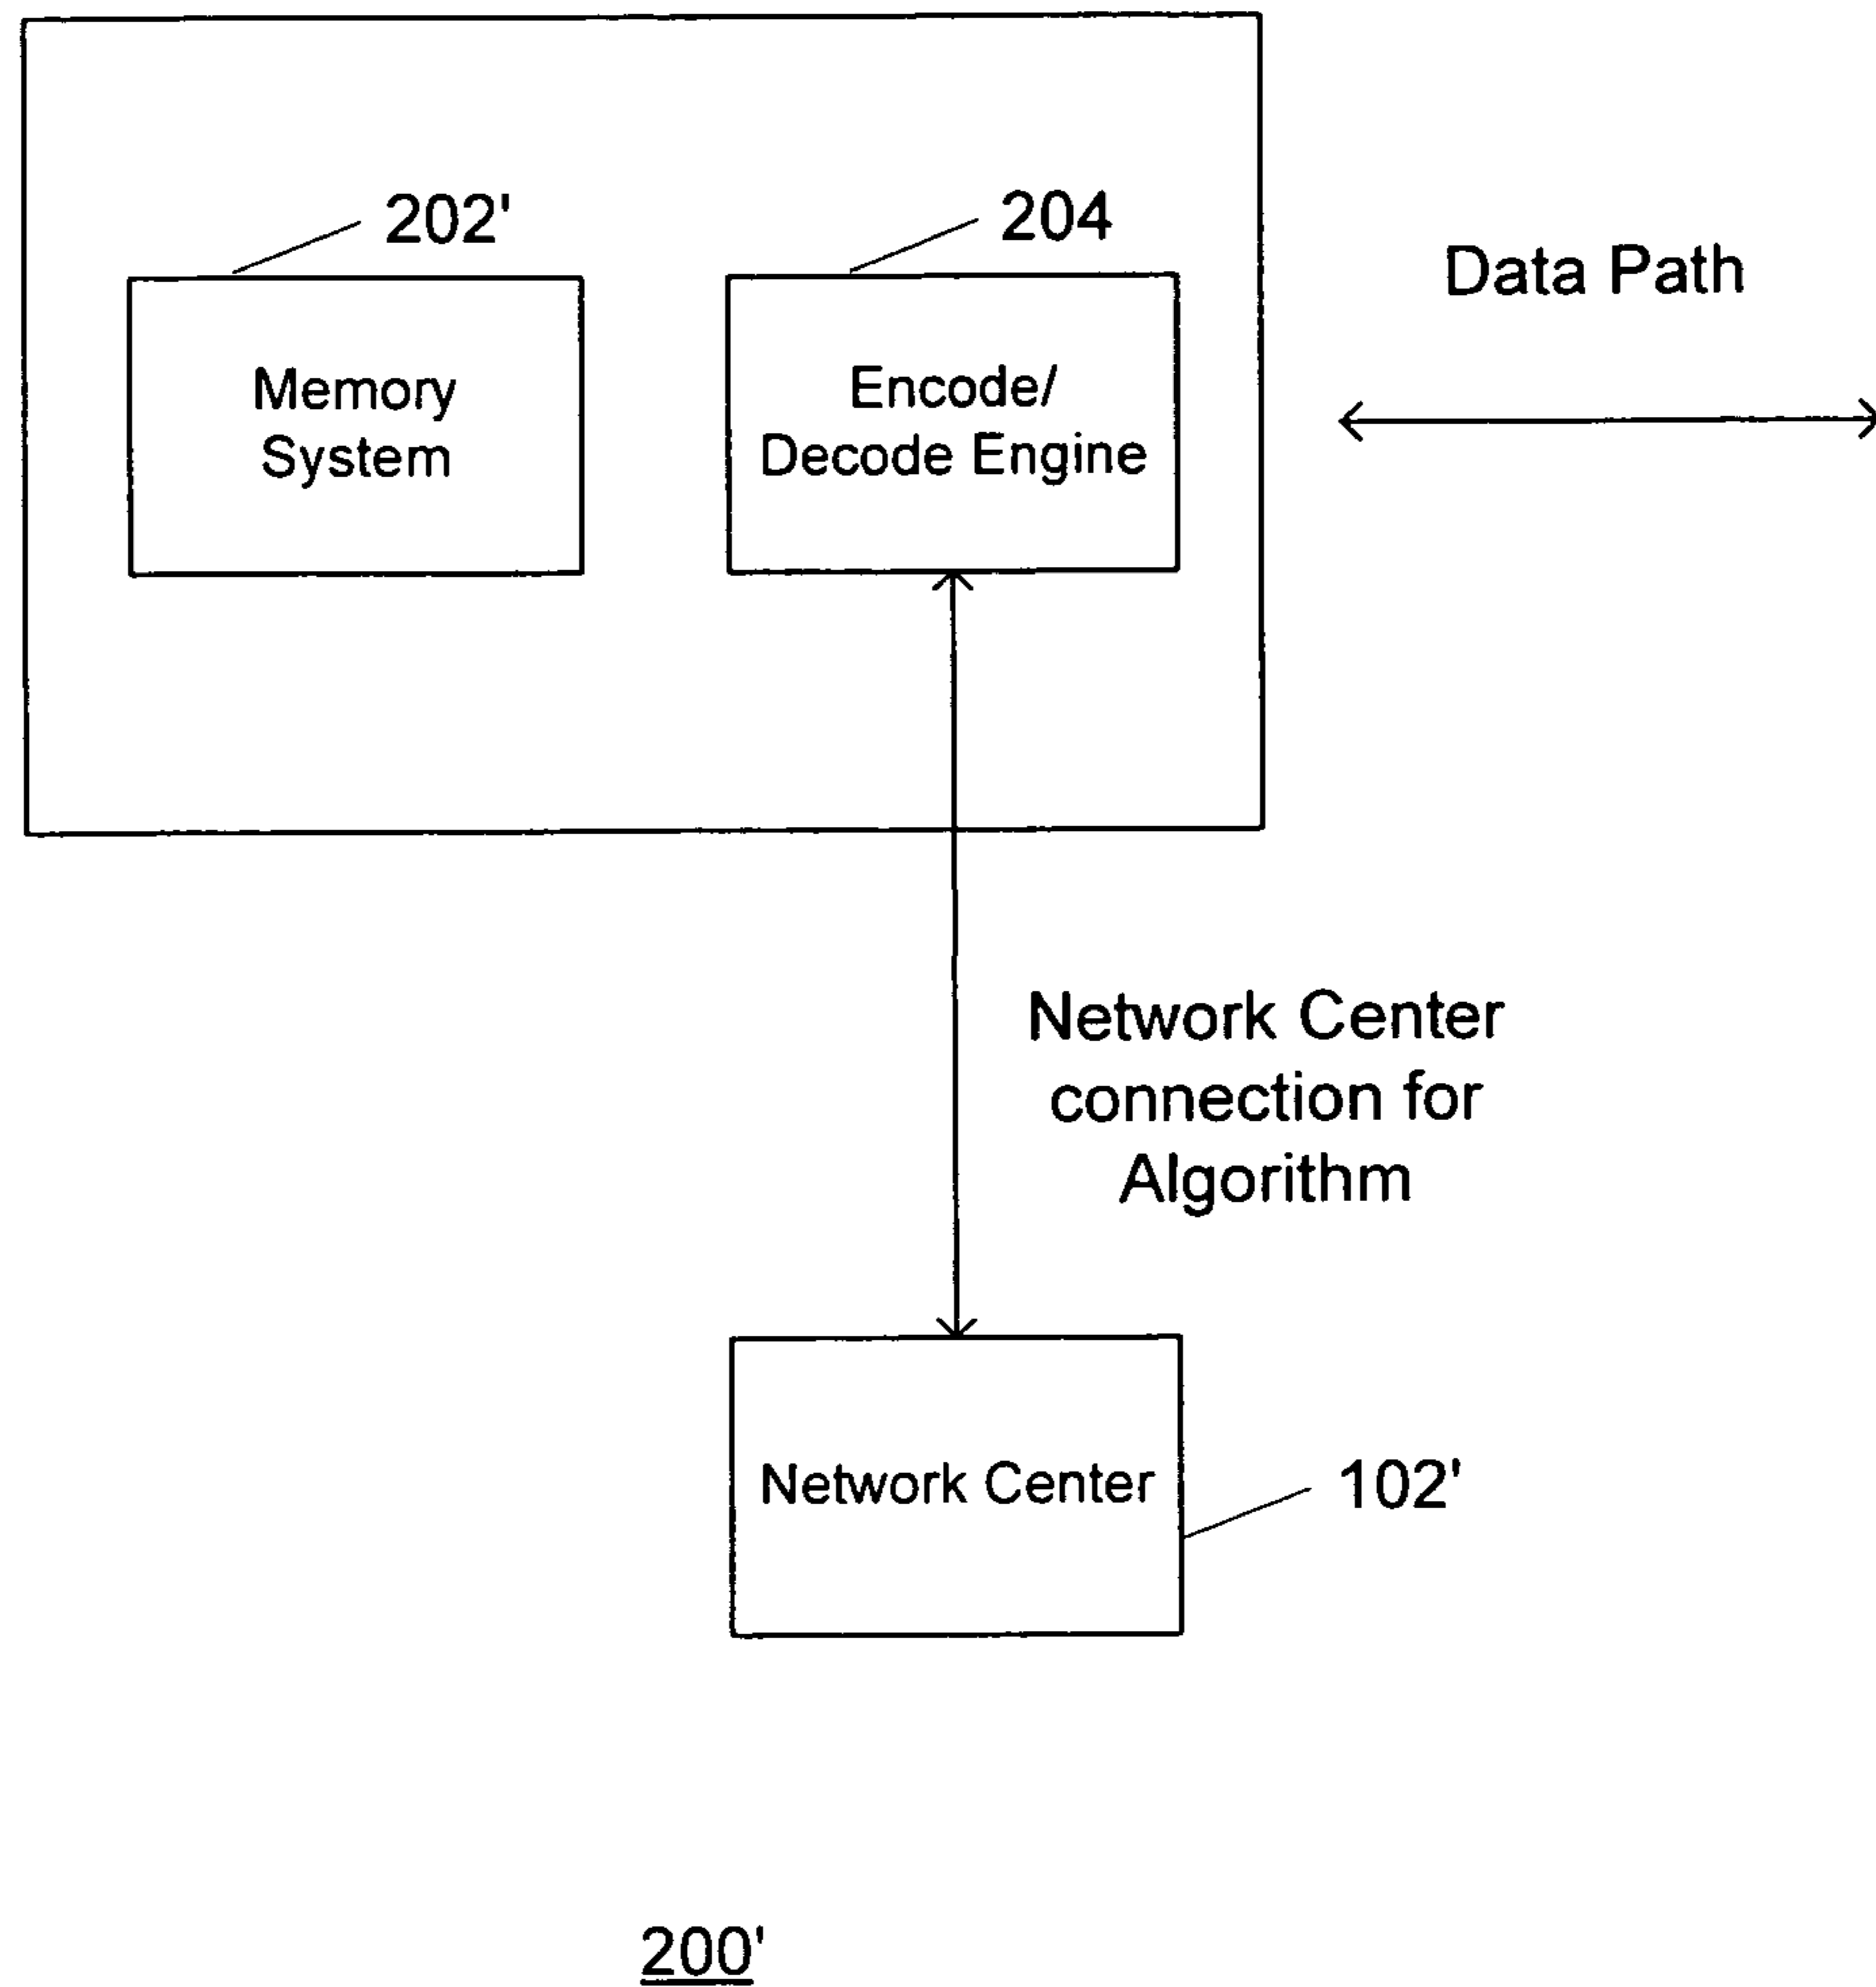 202'
204
Data Path
Memory
System
Encode/
Decode Engine
Network Center
connection for
Algorithm
Network Center
102'
200'